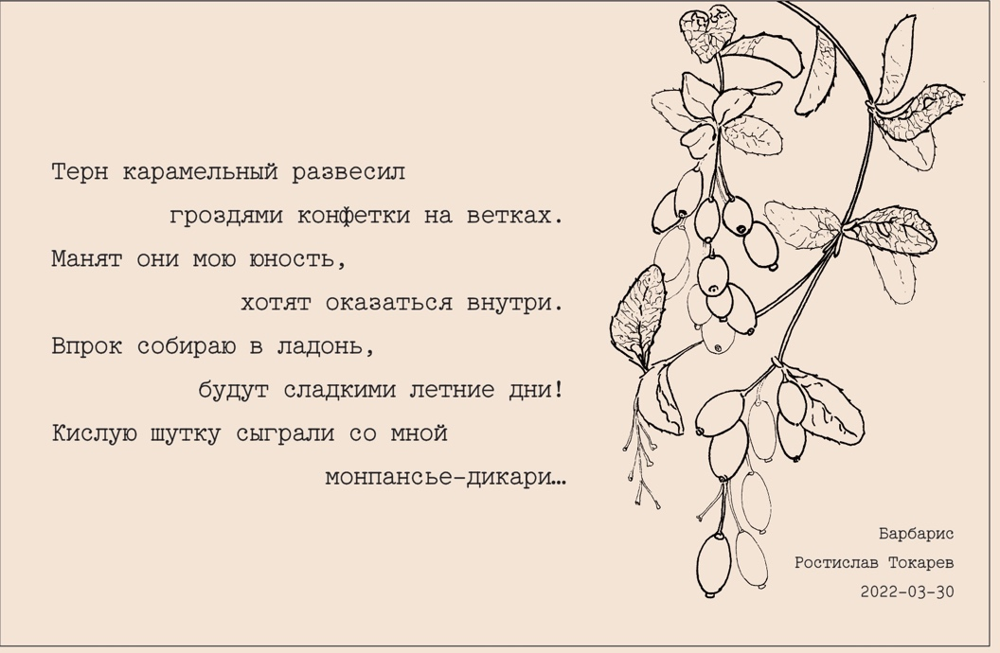 Терн карамельный развесил
гроздями конфетки на ветках.
Манят они мою юность,
хотят оказаться внутри.
Впрок собираю в ладонь,
будут сладкими летние дни!
Кислую шутку сыграли со мной
монпансье-дикари…
Барбарис
Ростислав Токарев
2022-03-30